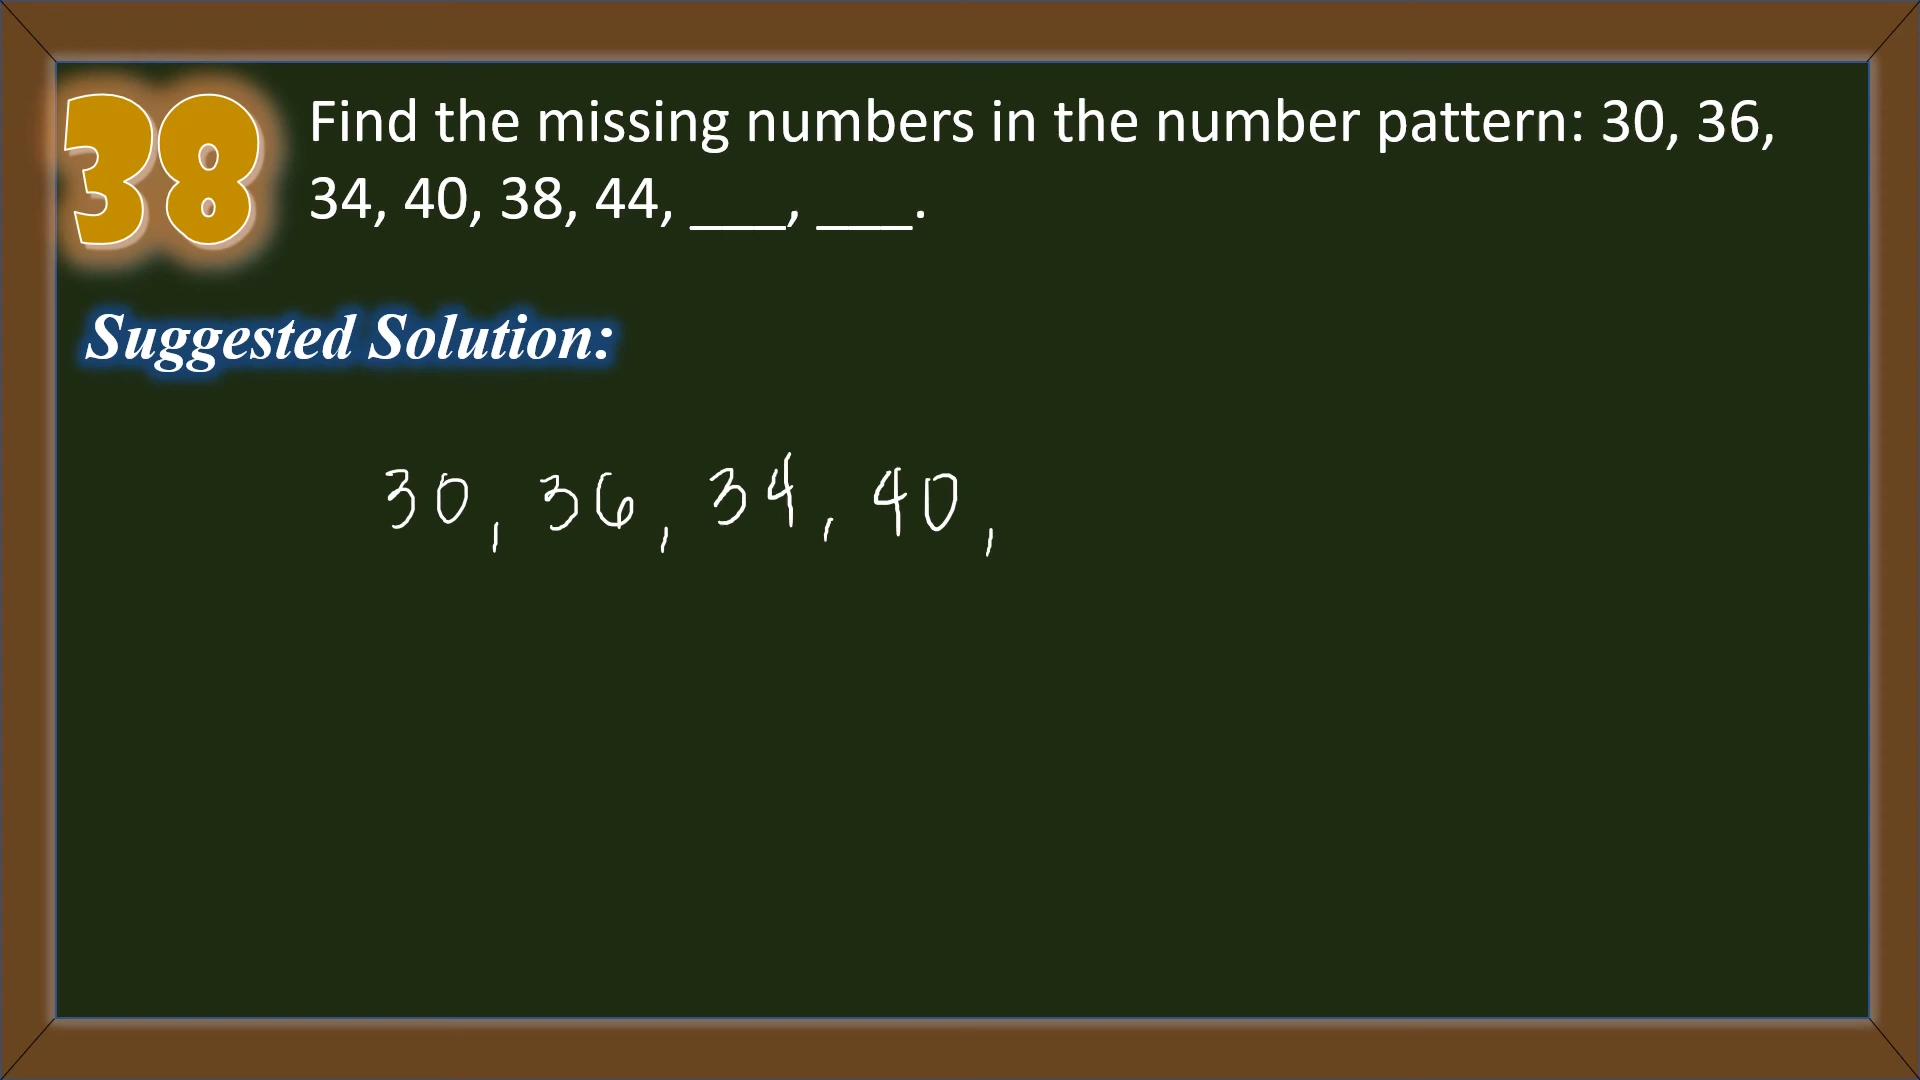 38
Find the missing numbers in the number pattern: 30, 36,
34, 40, 38, 44, ___, ___.
Suggested Solution:
30, 36, 34, 40,